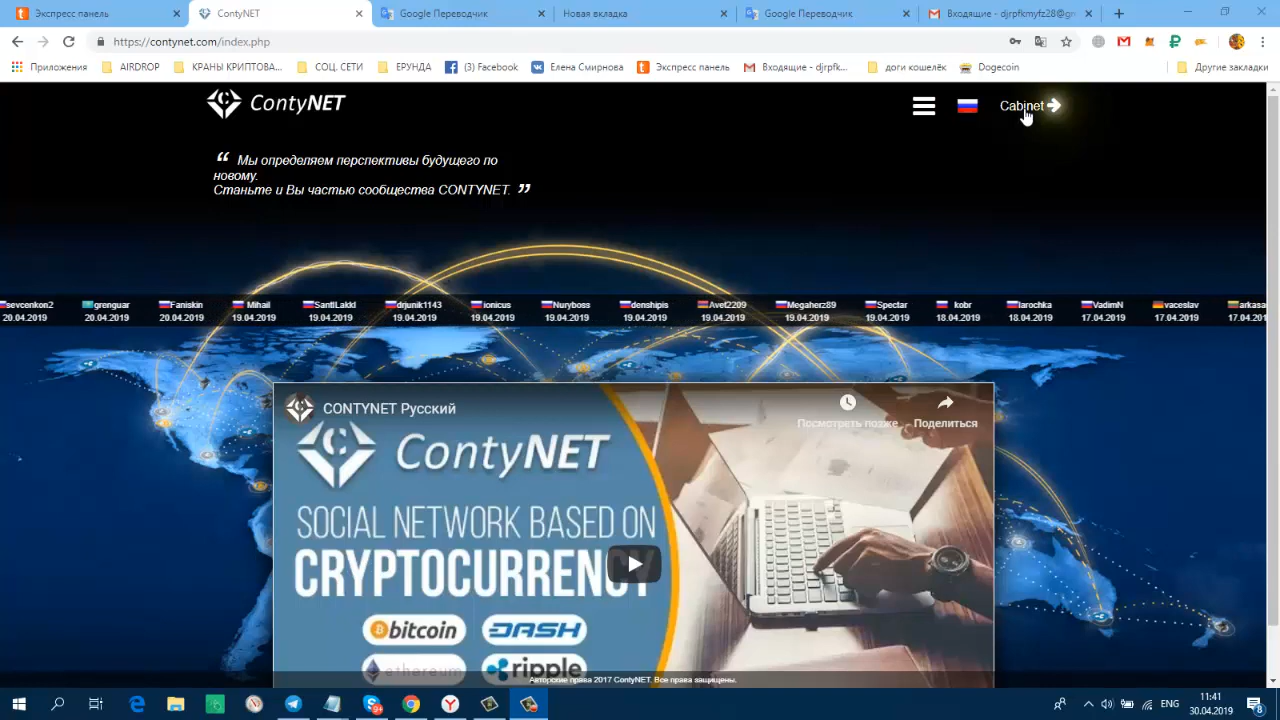 Экспресс панель
ContyNET
Google Переводчик
Новая вкладка
Google Переводчик
Входящие - djrpfkmyfz28@gm
https://contynet.com/index.php
Приложения
AIRDROP
КРАНЫ КРИПТОВА...
СОЦ. СЕТИ
ЕРУНДА
(3) Facebook
Елена Смирнова
Экспресс панель
Входящие - djrpfk...
доги кошелёк
Dogecoin
Другие закладки
ContyNET
Cabinet
“ Мы определяем перспективы будущего по
новому.
Станьте и Вы частью сообщества CONTYNET. ”
sevcenkon2 grenguar Faniskin Mihail SantiLakkI drjunik1143 ionicus Nuryboss denshipis Avet2209 Megaherz89 Spectar kobr larochka VadimN vaceslav arkasa
20.04.2019 20.04.2019 20.04.2019 19.04.2019 19.04.2019 19.04.2019 19.04.2019 19.04.2019 19.04.2019 19.04.2019 19.04.2019 19.04.2019 18.04.2019 18.04.2019 17.04.2019 17.04.2019 17.04.201
CONTYNET Русский
Посмотреть позже
Поделиться
ContyNET
SOCIAL NETWORK BASED ON
CRYPTOCURRENCY
bitcoin DASH
ethereum ripple
Авторские права 2017 ContyNET. Все права защищены.
ENG
11:41
30.04.2019
8